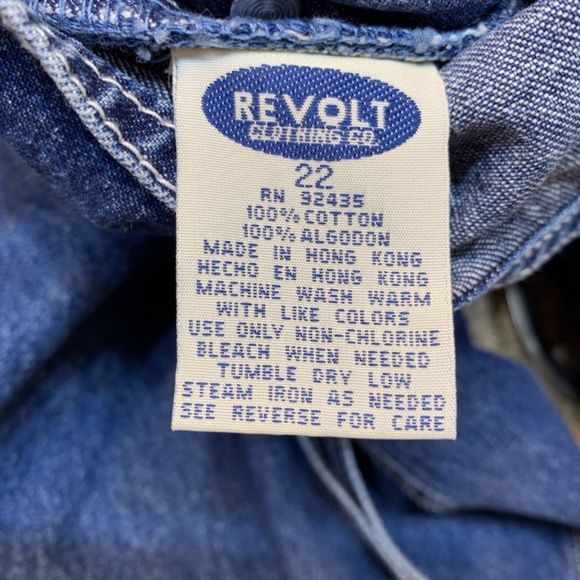 REVOLT
CLOTHING CO.
22
RN 92435
100% COTTON
100% ALGODON
MADE IN HONG KONG
HECHO EN HONG KONG
MACHINE WASH WARM
WITH LIKE COLORS
USE ONLY NON-CHLORINE
BLEACH WHEN NEEDED
TUMBLE DRY LOW
STEAM IRON AS NEEDED
SEE REVERSE FOR CARE